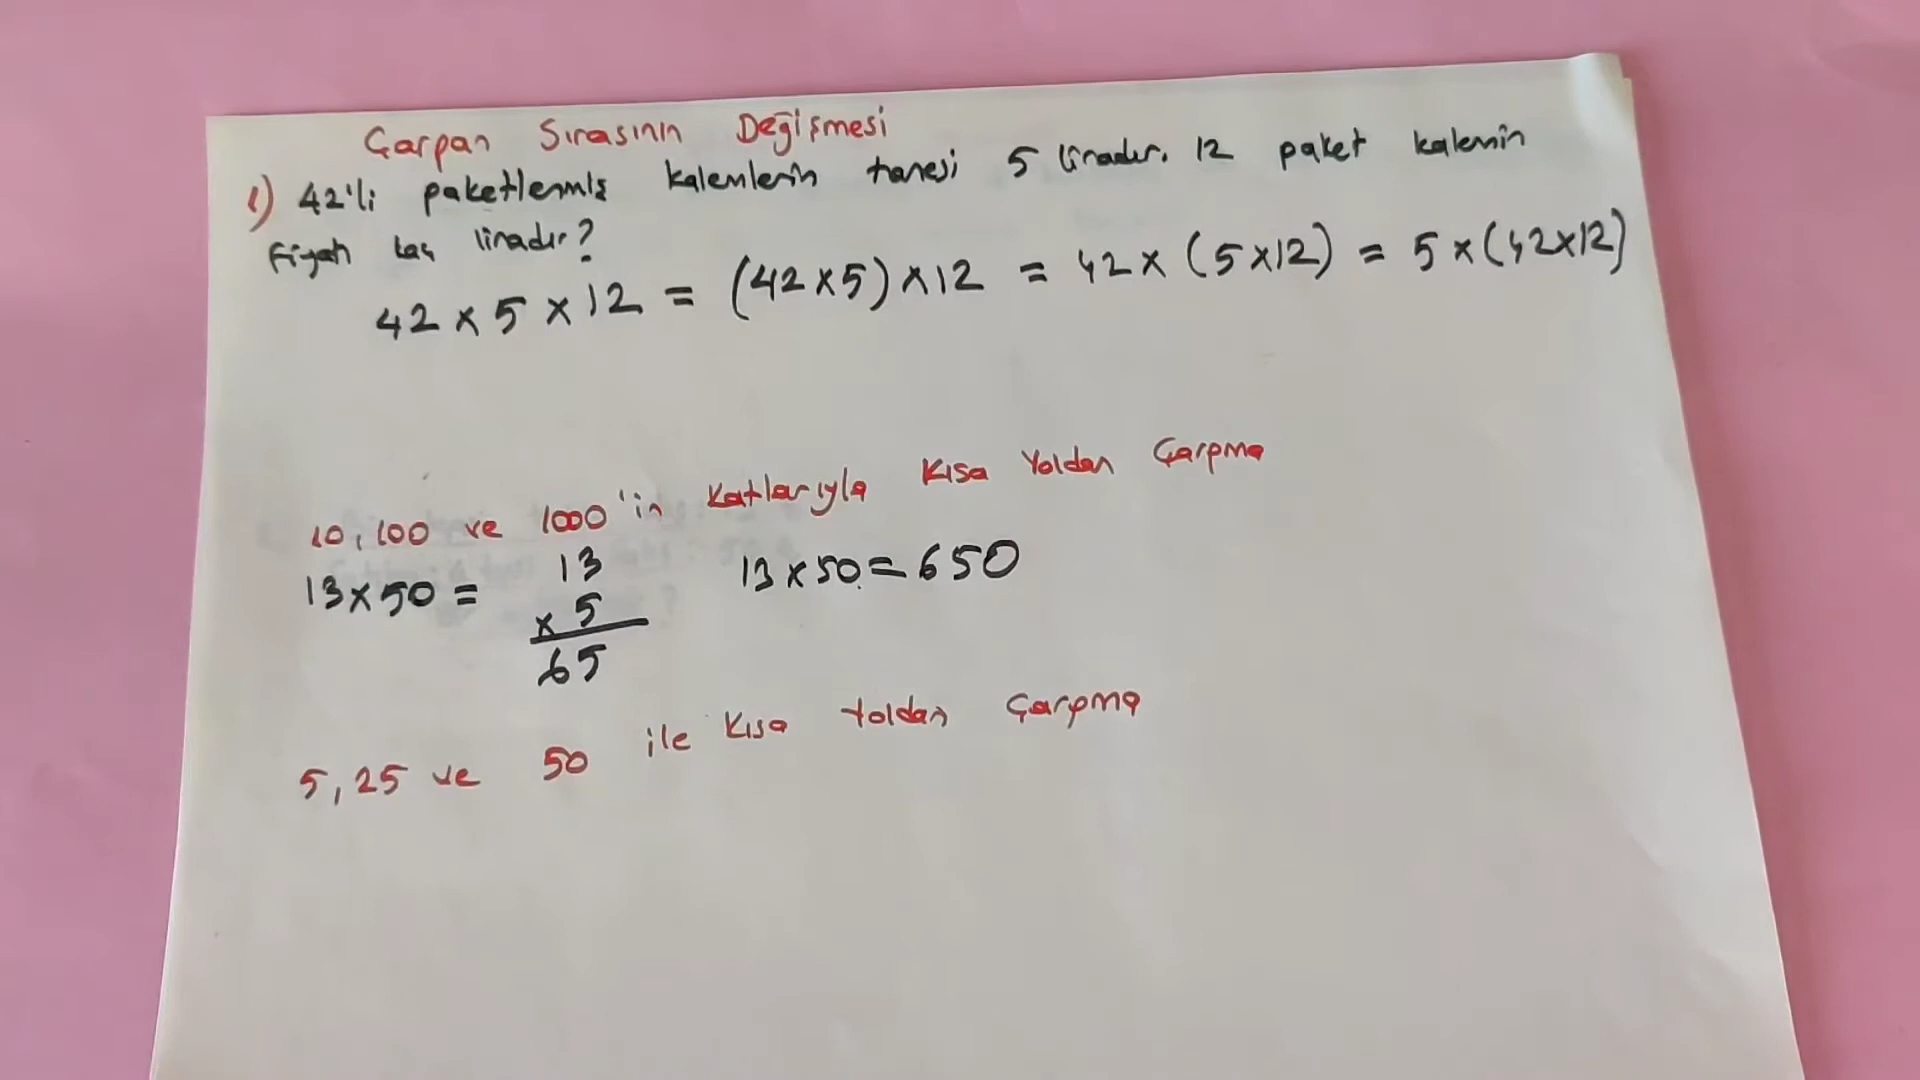 Çarpan Sırasının Değişmesi
1) 42'li paketlenmiş kalemlerin tanesi 5 liradır. 12 paket kalemin
fiyatı kaç liradır?
42 x 5 x 12 = (42 x 5) x 12 = 42 x (5 x 12) = 5 x (42 x 12)
10, 100 ve 1000'in Katlarıyla Kısa Yoldan Çarpma
13 x 50 = 13 13 x 50 = 650
x 5
65
5, 25 ve 50 ile Kısa Yoldan Çarpma